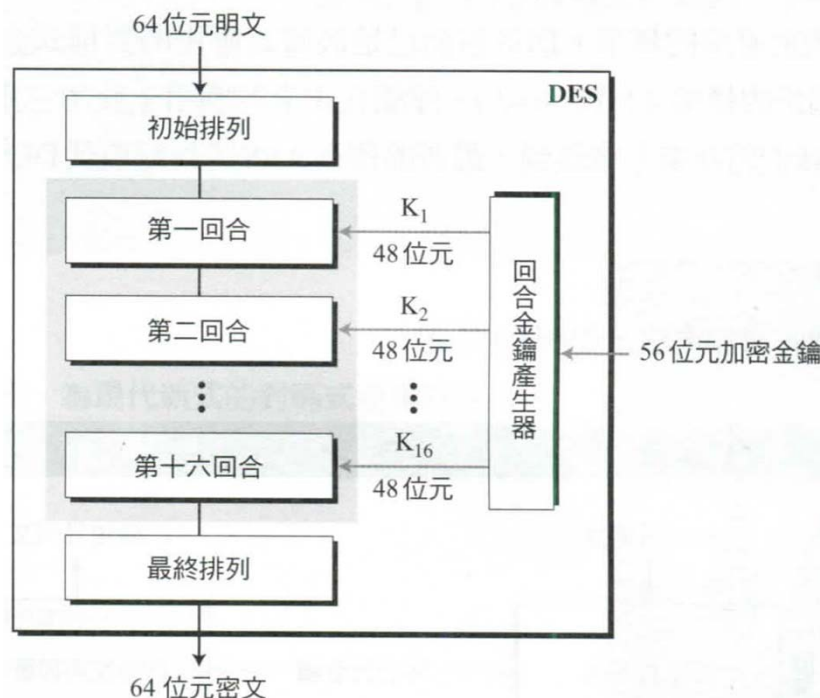 64位元明文
DES
初始排列
第一回合
K1
48位元
第二回合
K2
48位元
回合金鑰產生器
56位元加密金鑰
第十六回合
K16
48位元
最終排列
64位元密文